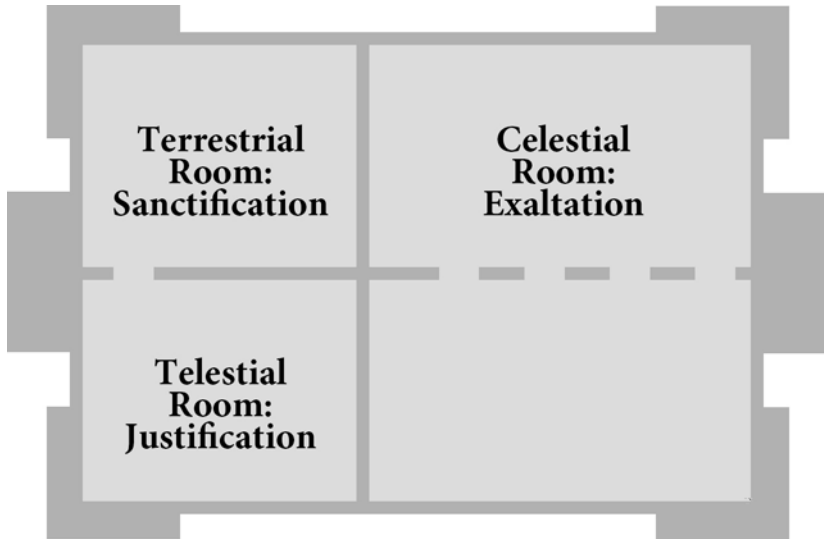 Terrestrial
Room:
Sanctification
Celestial
Room:
Exaltation
Telestial
Room:
Justification